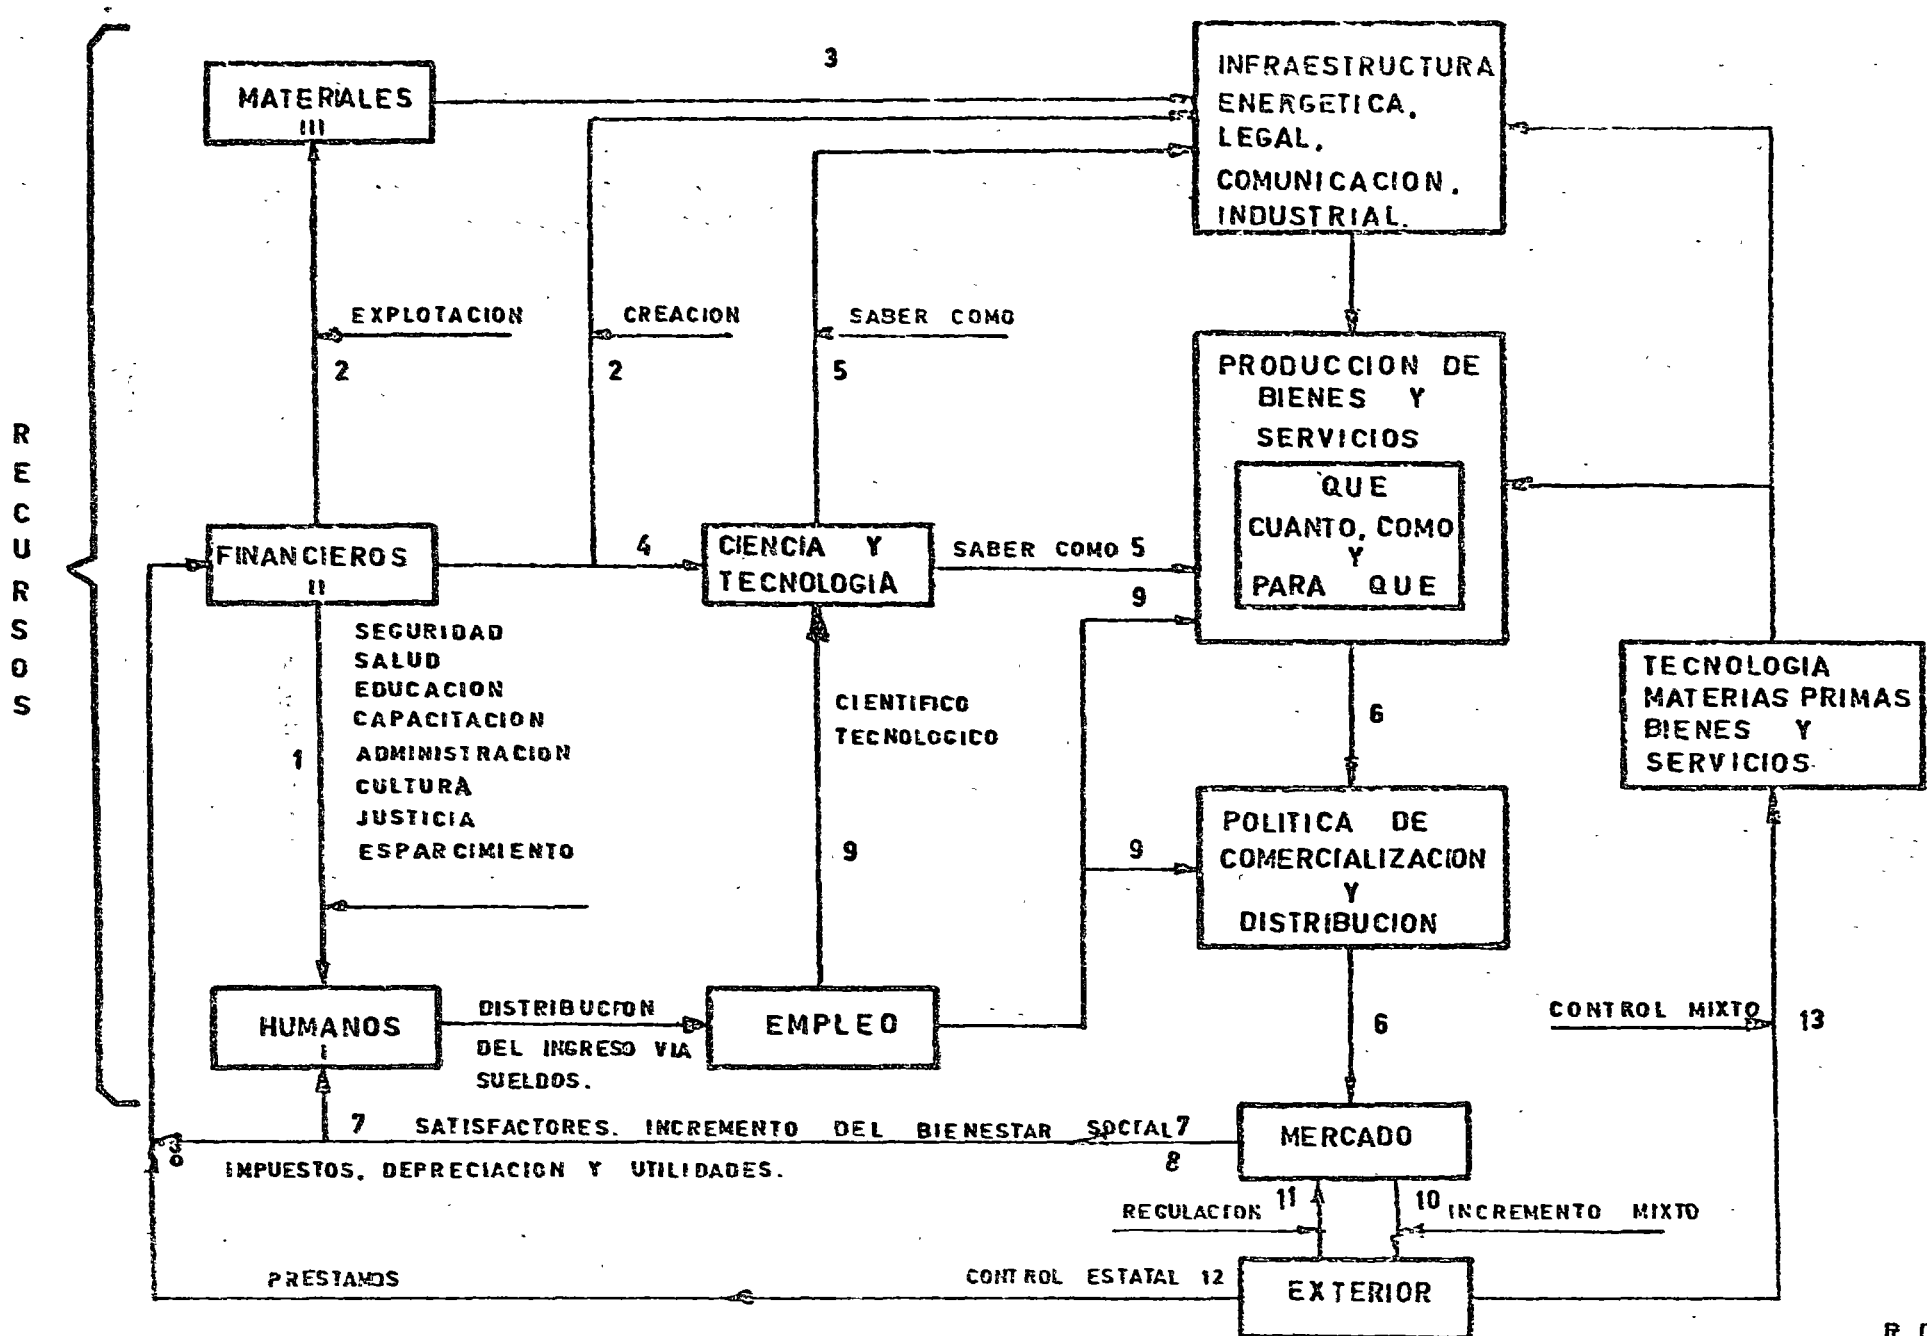 RECURSOS
MATERIALES
III
3
INFRAESTRUCTURA
ENERGETICA,
LEGAL,
COMUNICACION,
INDUSTRIAL.
EXPLOTACION
2
CREACION
2
SABER COMO
5
PRODUCCION DE
BIENES Y
SERVICIOS
QUE
CUANTO, COMO
Y
PARA QUE
FINANCIEROS
II
4
CIENCIA Y
TECNOLOGIA
SABER COMO 5
9
SEGURIDAD
SALUD
EDUCACION
CAPACITACION
ADMINISTRACION
CULTURA
JUSTICIA
ESPARCIMIENTO
1
CIENTIFICO
TECNOLOGICO
9
6
TECNOLOGIA
MATERIAS PRIMAS
BIENES Y
SERVICIOS
9
POLITICA DE
COMERCIALIZACION
Y
DISTRIBUCION
HUMANOS
I
DISTRIBUCION
DEL INGRESO VIA
SUELDOS.
EMPLEO
6
CONTROL MIXTO
13
7 SATISFACTORES. INCREMENTO DEL BIENESTAR SOCIAL 7
MERCADO
8
8
IMPUESTOS, DEPRECIACION Y UTILIDADES.
REGULACION
11
10
INCREMENTO MIXTO
PRESTAMOS
CONTROL ESTATAL 12
EXTERIOR